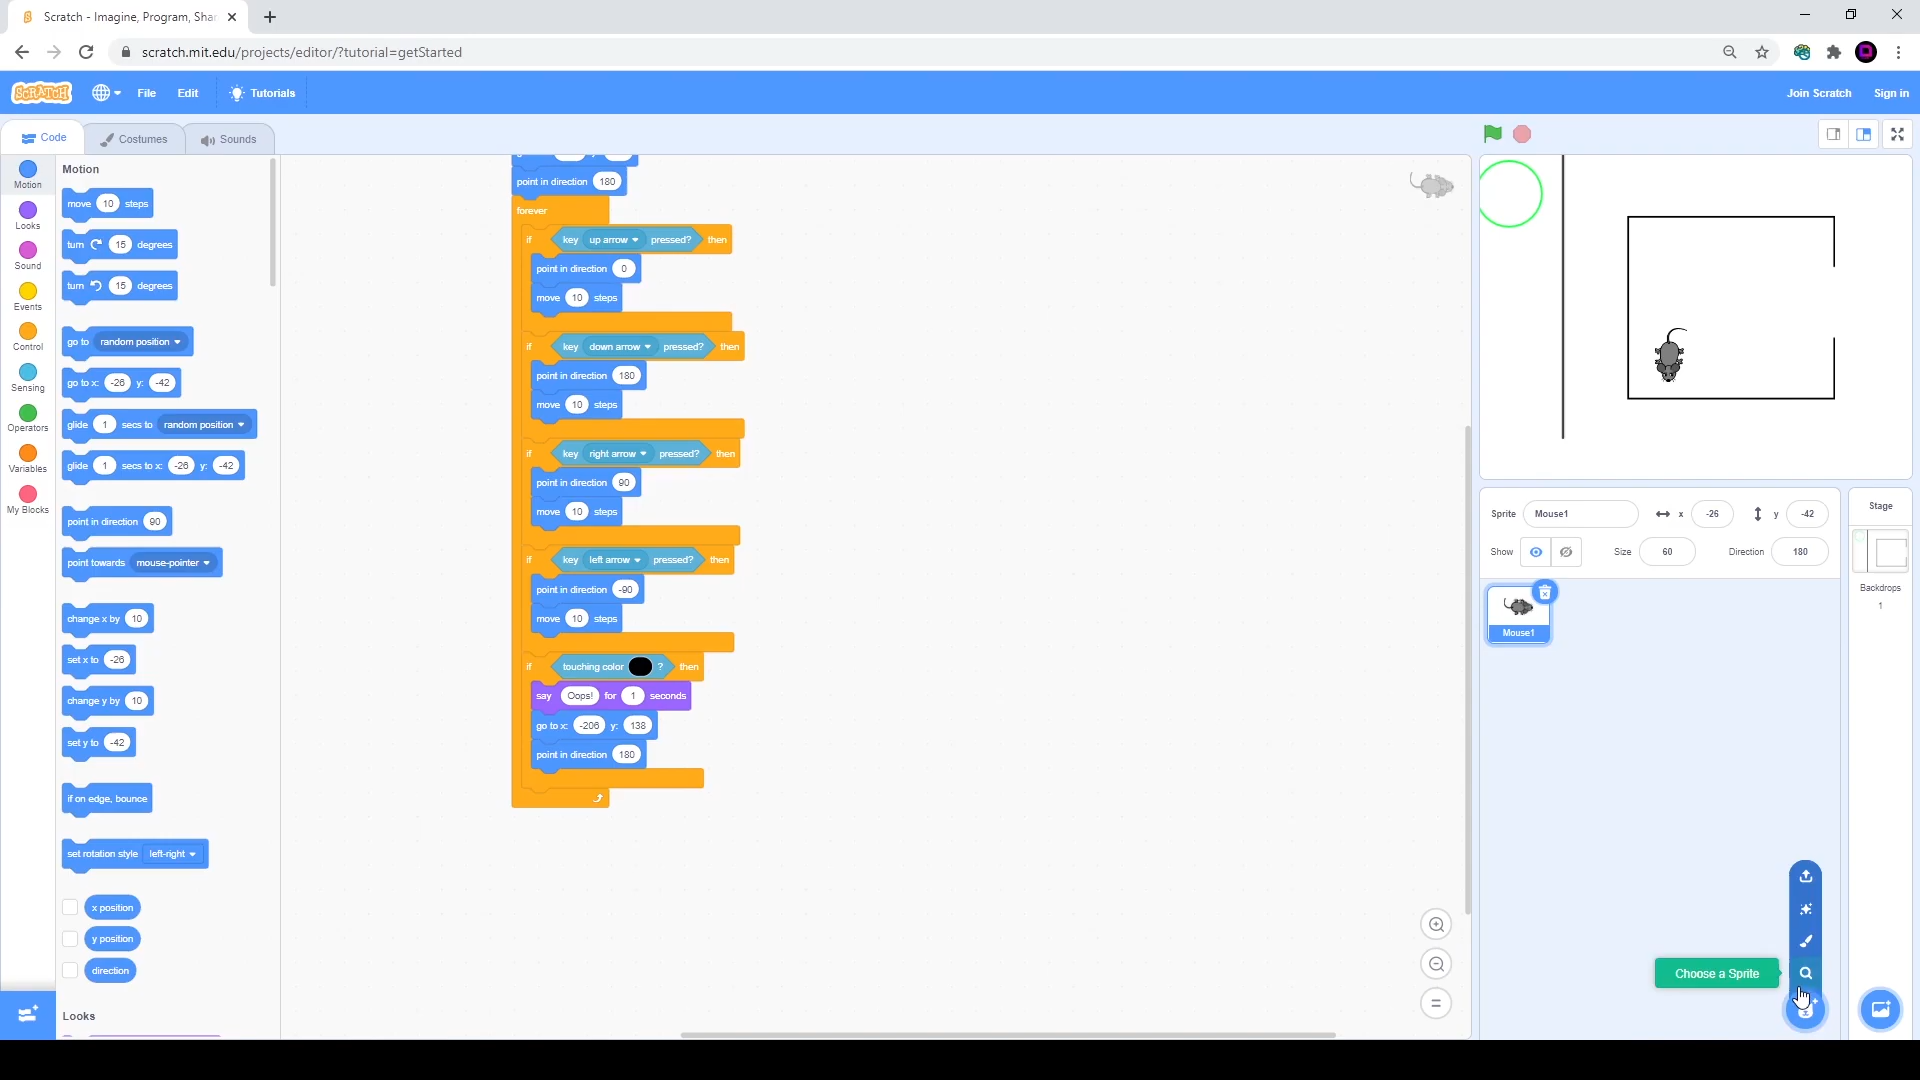 Scratch - Imagine, Program, Shar
scratch.mit.edu/projects/editor/?tutorial=getStarted
SCRATCH File Edit Tutorials Join Scratch Sign in
Code Costumes Sounds
Motion
Looks
Sound
Events
Control
Sensing
Operators
Variables
My Blocks
Motion
move 10 steps
turn 15 degrees
turn 15 degrees
go to random position
go to x: -26 y: -42
glide 1 secs to random position
glide 1 secs to x: -26 y: -42
point in direction 90
point towards mouse-pointer
change x by 10
set x to -26
change y by 10
set y to -42
if on edge, bounce
set rotation style left-right
x position
y position
direction
Looks
point in direction 180
forever
if key up arrow pressed? then
point in direction 0
move 10 steps
if key down arrow pressed? then
point in direction 180
move 10 steps
if key right arrow pressed? then
point in direction 90
move 10 steps
if key left arrow pressed? then
point in direction -90
move 10 steps
if touching color ? then
say Oops! for 1 seconds
go to x: -206 y: 138
point in direction 180
Sprite Mouse1 x -26 y -42
Show Size 60 Direction 180
Mouse1
Choose a Sprite
Stage
Backdrops
1